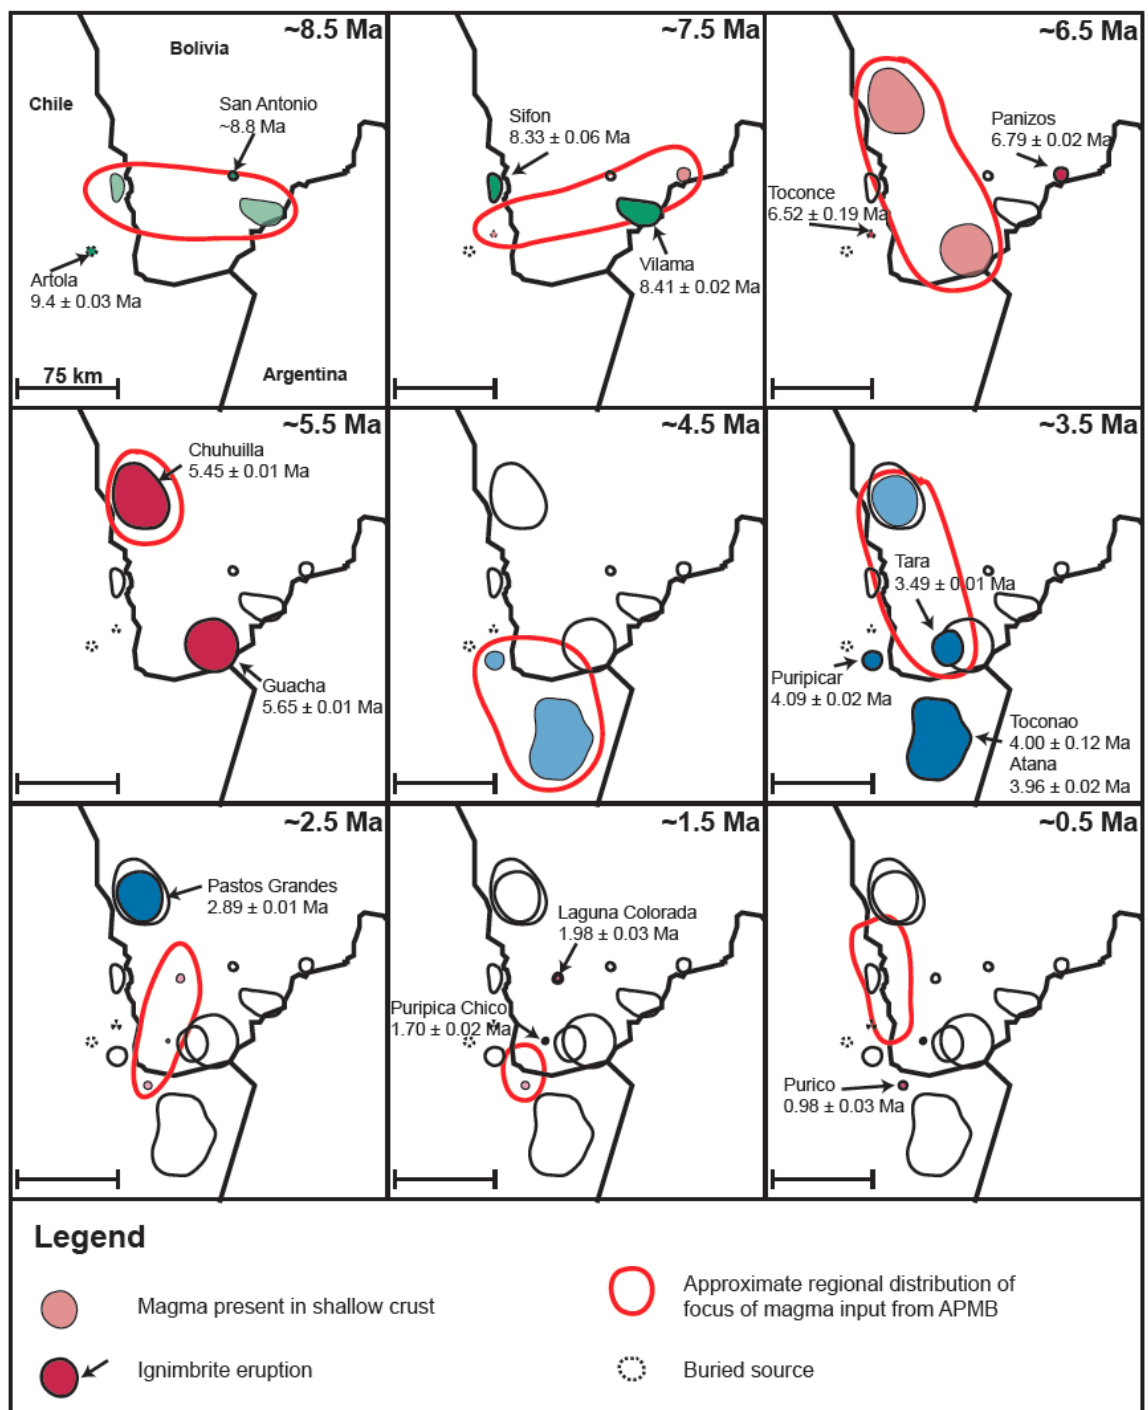 ~8.5 Ma
Bolivia
Chile
San Antonio
~8.8 Ma
Artola
9.4 ± 0.03 Ma
75 km
Argentina
~7.5 Ma
Sifon
8.33 ± 0.06 Ma
Vilama
8.41 ± 0.02 Ma
~6.5 Ma
Panizos
6.79 ± 0.02 Ma
Toconce
6.52 ± 0.19 Ma
~5.5 Ma
Chuhuilla
5.45 ± 0.01 Ma
Guacha
5.65 ± 0.01 Ma
~4.5 Ma
~3.5 Ma
Tara
3.49 ± 0.01 Ma
Puripicar
4.09 ± 0.02 Ma
Toconao
4.00 ± 0.12 Ma
Atana
3.96 ± 0.02 Ma
~2.5 Ma
Pastos Grandes
2.89 ± 0.01 Ma
~1.5 Ma
Laguna Colorada
1.98 ± 0.03 Ma
Puripica Chico
1.70 ± 0.02 Ma
~0.5 Ma
Purico
0.98 ± 0.03 Ma
Legend
Magma present in shallow crust
Ignimbrite eruption
Approximate regional distribution of
focus of magma input from APMB
Buried source